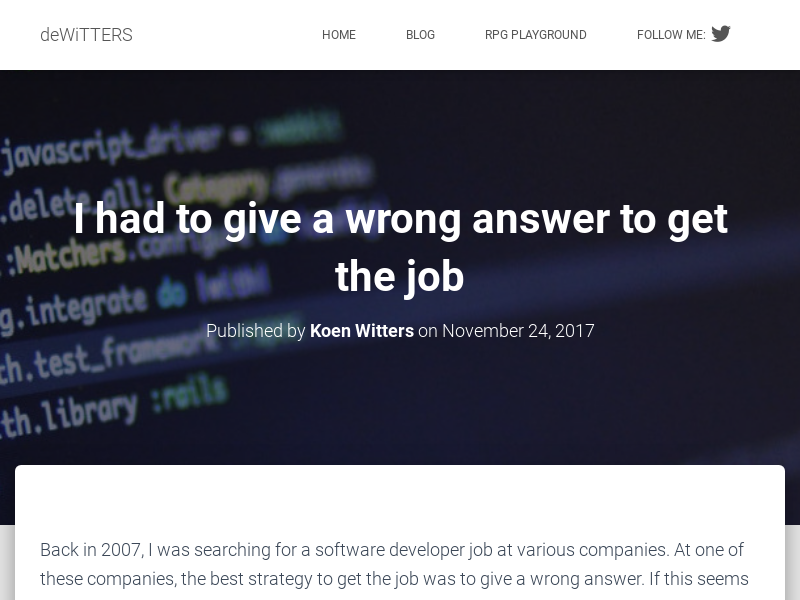 deWiTTERS
HOME
BLOG
RPG PLAYGROUND
FOLLOW ME:
javascript_driver = :webkit
.delete_all; Category.generate
:Matchers.config
g.integrate do |with|
th.test_framework
th.library :rails
I had to give a wrong answer to get
the job
Published by Koen Witters on November 24, 2017
Back in 2007, I was searching for a software developer job at various companies. At one of
these companies, the best strategy to get the job was to give a wrong answer. If this seems